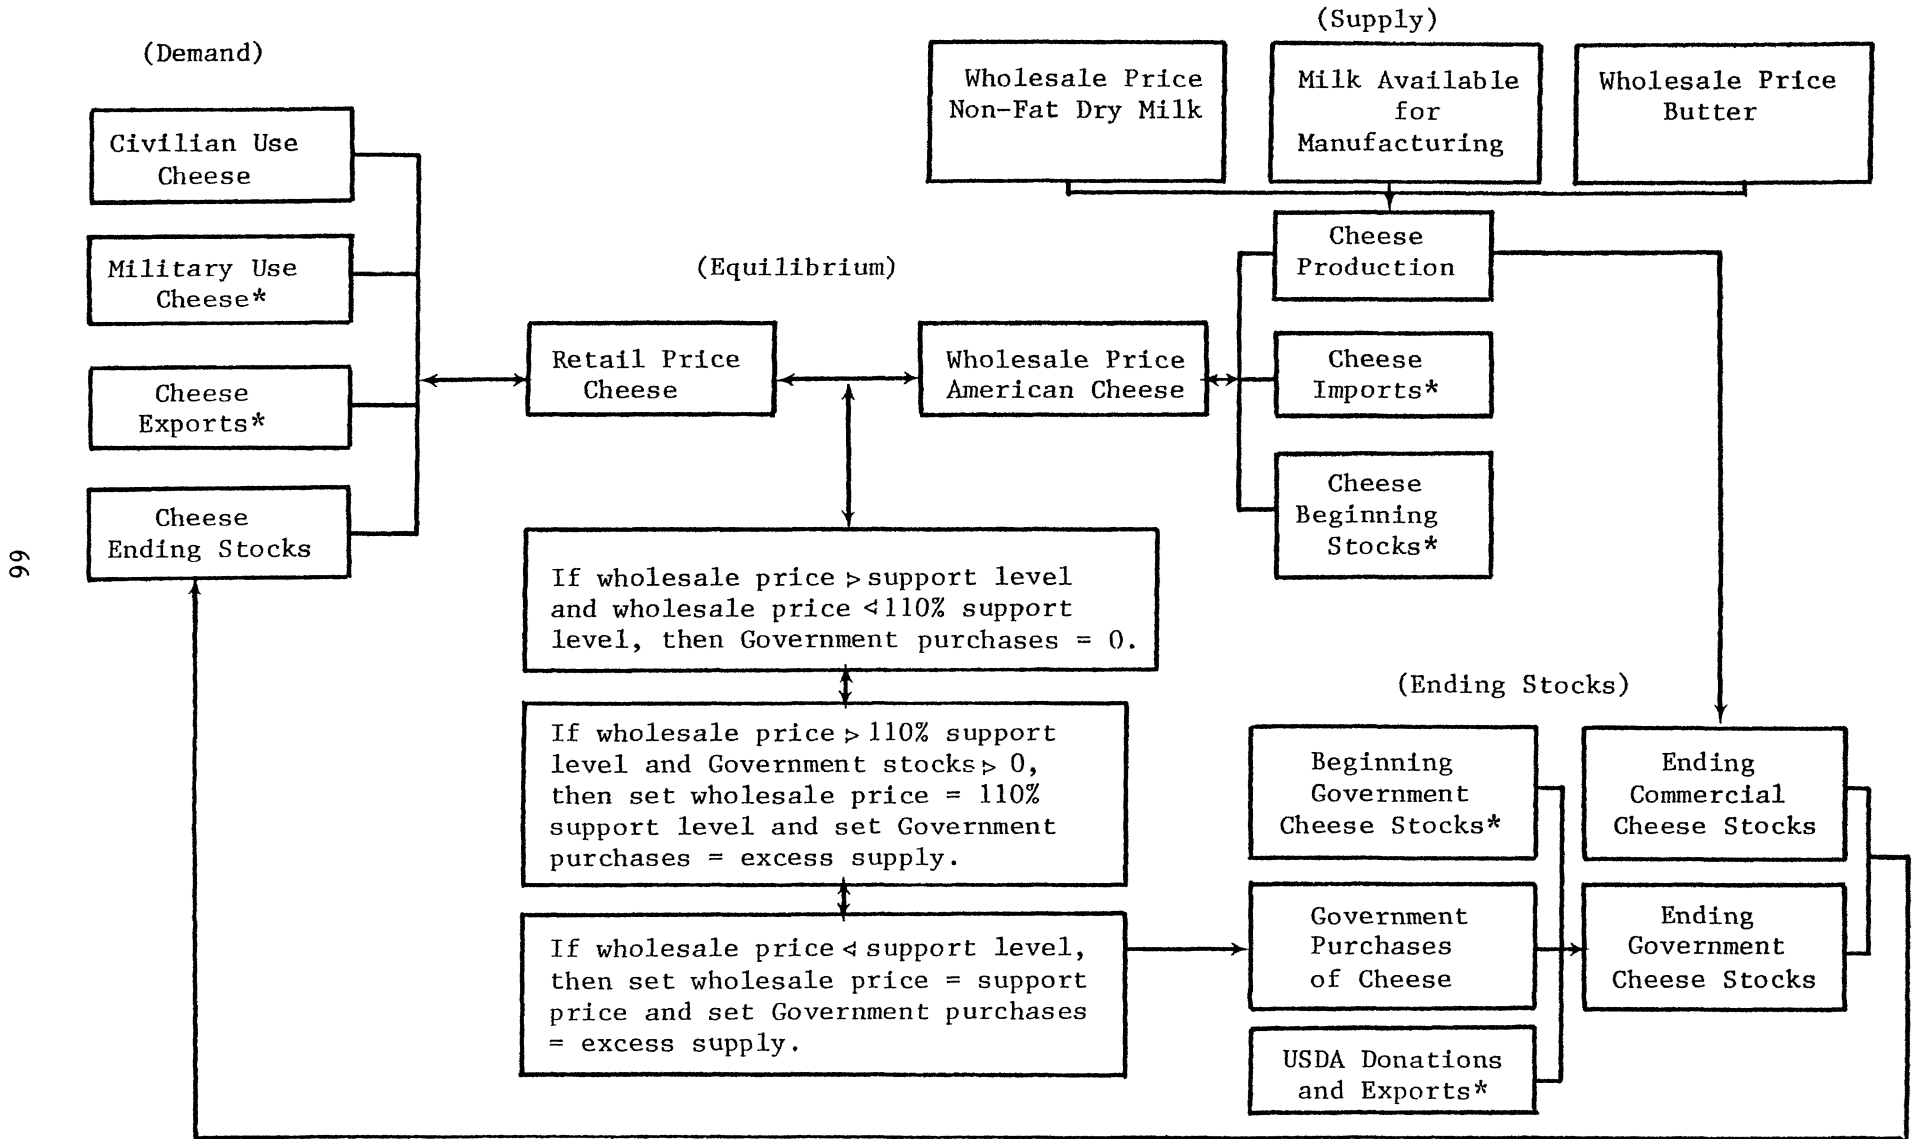 (Demand)
Civilian Use
Cheese
Military Use
Cheese*
Cheese
Exports*
Cheese
Ending Stocks
(Equilibrium)
Retail Price
Cheese
Wholesale Price
American Cheese
(Supply)
Wholesale Price
Non-Fat Dry Milk
Milk Available
for
Manufacturing
Wholesale Price
Butter
Cheese
Production
Cheese
Imports*
Cheese
Beginning
Stocks*
If wholesale price > support level
and wholesale price < 110% support
level, then Government purchases = 0.
If wholesale price > 110% support
level and Government stocks > 0,
then set wholesale price = 110%
support level and set Government
purchases = excess supply.
If wholesale price < support level,
then set wholesale price = support
price and set Government purchases
= excess supply.
(Ending Stocks)
Beginning
Government
Cheese Stocks*
Government
Purchases
of Cheese
USDA Donations
and Exports*
Ending
Commercial
Cheese Stocks
Ending
Government
Cheese Stocks
66